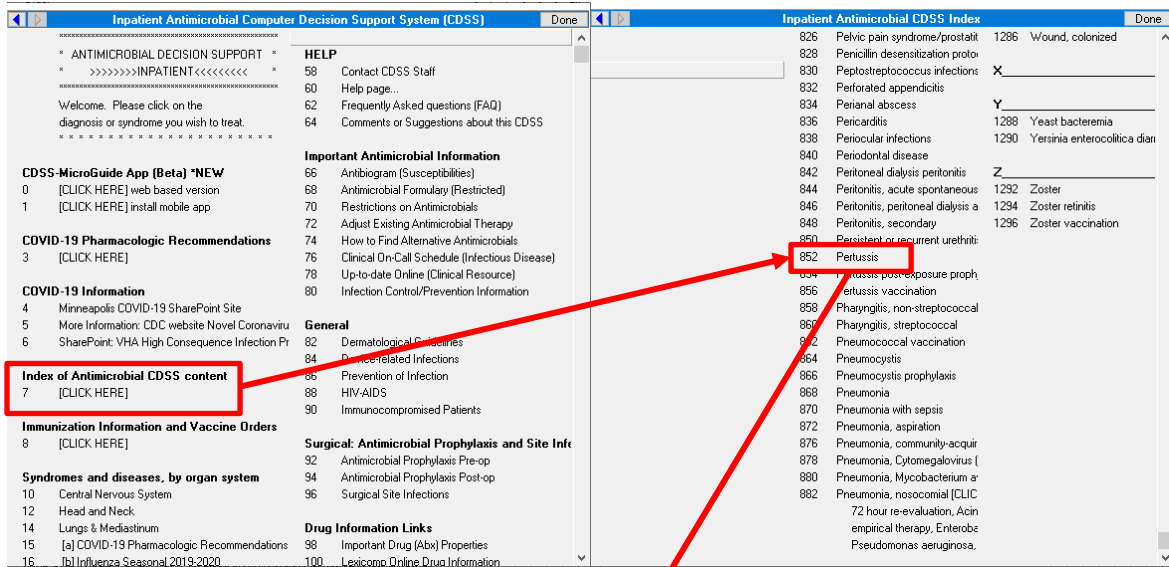 Inpatient Antimicrobial Computer Decision Support System (CDSS)
Done
* ANTIMICROBIAL DECISION SUPPORT *
* >>>>>>>>INPATIENT<<<<<<<<< *
Welcome. Please click on the
diagnosis or syndrome you wish to treat.
* * * * * * * * * * * * * * * * * * * * * *
CDSS-MicroGuide App (Beta) *NEW
0 [CLICK HERE] web based version
1 [CLICK HERE] install mobile app
COVID-19 Pharmacologic Recommendations
3 [CLICK HERE]
COVID-19 Information
4 Minneapolis COVID-19 SharePoint Site
5 More Information: CDC website Novel Coronaviru
6 SharePoint: VHA High Consequence Infection Pr
Index of Antimicrobial CDSS content
7 [CLICK HERE]
Immunization Information and Vaccine Orders
8 [CLICK HERE]
Syndromes and diseases, by organ system
10 Central Nervous System
12 Head and Neck
14 Lungs & Mediastinum
15 [a] COVID-19 Pharmacologic Recommendations
16 [b] Influenza Seasonal 2019-2020
HELP
58 Contact CDSS Staff
60 Help page...
62 Frequently Asked questions (FAQ)
64 Comments or Suggestions about this CDSS
Important Antimicrobial Information
66 Antibiogram (Susceptibilities)
68 Antimicrobial Formulary (Restricted)
70 Restrictions on Antimicrobials
72 Adjust Existing Antimicrobial Therapy
74 How to Find Alternative Antimicrobials
76 Clinical On-Call Schedule (Infectious Disease)
78 Up-to-date Online (Clinical Resource)
80 Infection Control/Prevention Information
General
82 Dermatological Guidelines
84 Device-related Infections
86 Prevention of Infection
88 HIV-AIDS
90 Immunocompromised Patients
Surgical: Antimicrobial Prophylaxis and Site Infe
92 Antimicrobial Prophylaxis Pre-op
94 Antimicrobial Prophylaxis Post-op
96 Surgical Site Infections
Drug Information Links
98 Important Drug (Abx) Properties
100 Lexicomp Online Drug Information
Inpatient Antimicrobial CDSS Index
Done
826 Pelvic pain syndrome/prostatit
828 Penicillin desensitization proto
830 Peptostreptococcus infections
832 Perforated appendicitis
834 Perianal abscess
836 Pericarditis
838 Periocular infections
840 Periodontal disease
842 Peritoneal dialysis peritonitis
844 Peritonitis, acute spontaneous
846 Peritonitis, peritoneal dialysis a
848 Peritonitis, secondary
850 Persistent or recurrent urethritis
852 Pertussis
854 Pertussis post-exposure proph
856 Pertussis vaccination
858 Pharyngitis, non-streptococcal
860 Pharyngitis, streptococcal
862 Pneumococcal vaccination
864 Pneumocystis
866 Pneumocystis prophylaxis
868 Pneumonia
870 Pneumonia with sepsis
872 Pneumonia, aspiration
876 Pneumonia, community-acquir
878 Pneumonia, Cytomegalovirus (
880 Pneumonia, Mycobacterium a
882 Pneumonia, nosocomial [CLIC
72 hour re-evaluation, Acin
empirical therapy, Enteroba
Pseudomonas aeruginosa,
1286 Wound, colonized
X
Y
1288 Yeast bacteremia
1290 Yersinia enterocolitica diarr
Z
1292 Zoster
1294 Zoster retinitis
1296 Zoster vaccination